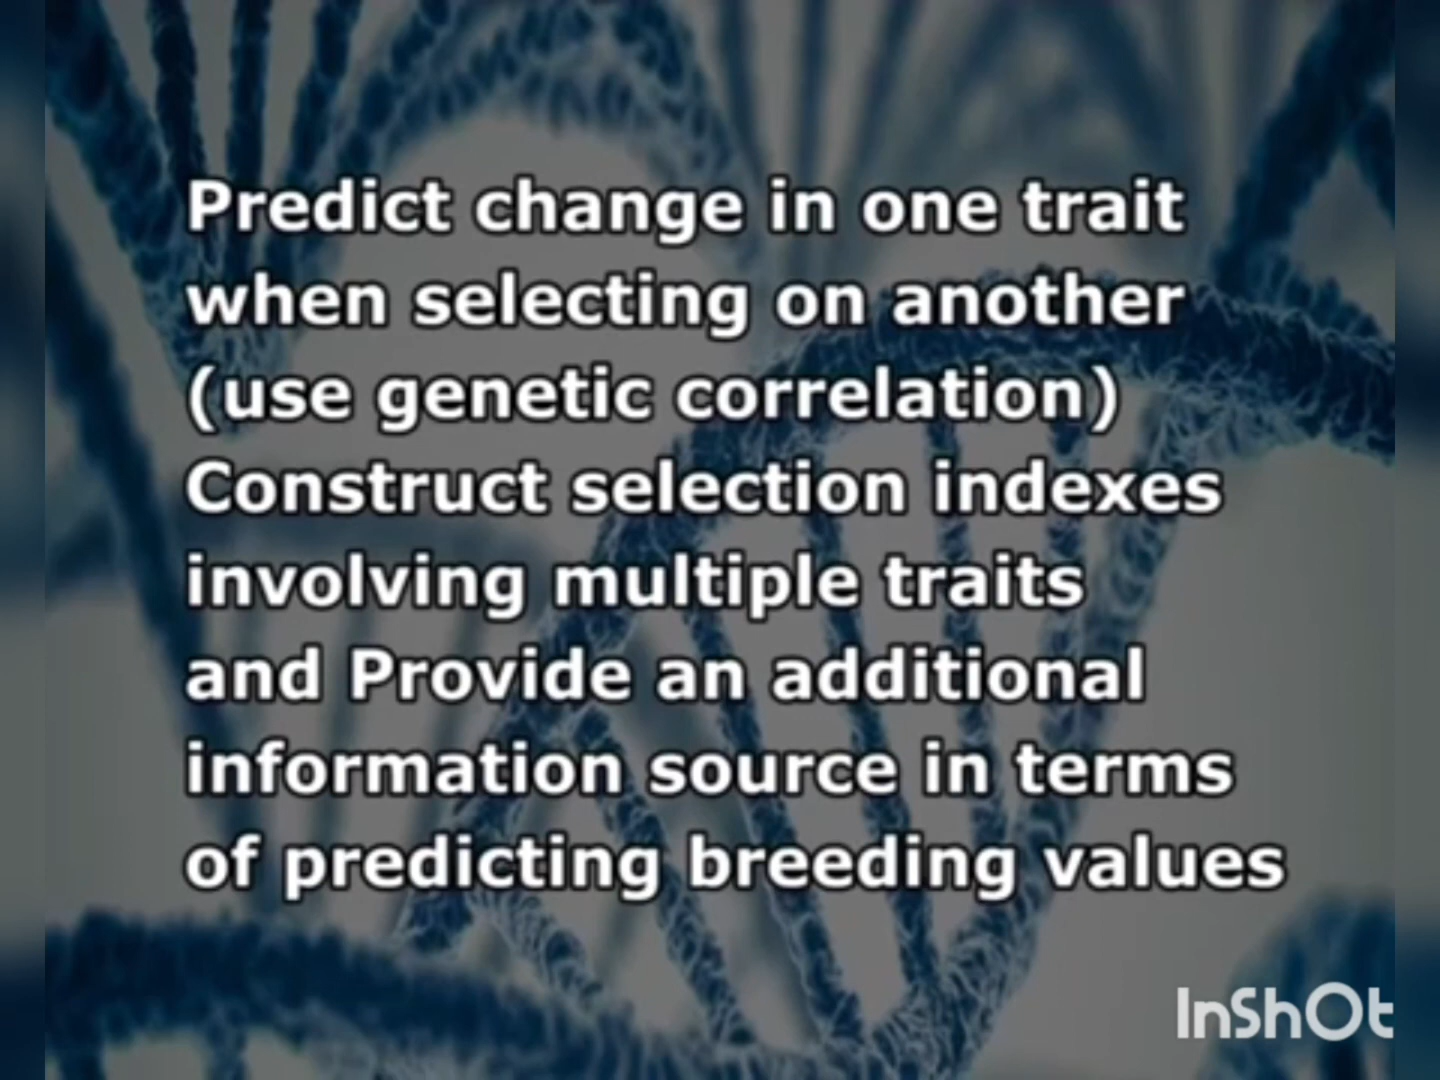 Predict change in one trait
when selecting on another
(use genetic correlation)
Construct selection indexes
involving multiple traits
and Provide an additional
information source in terms
of predicting breeding values
InShOt